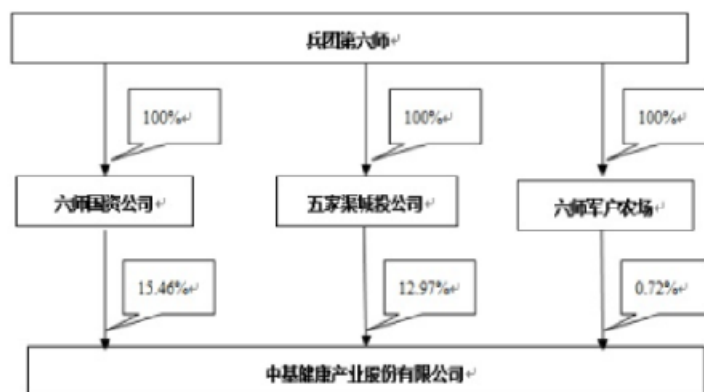 兵团第六师
100%
100%
100%
六师国资公司
五家渠城投公司
六师军户农场
15.46%
12.97%
0.72%
中基健康产业股份有限公司